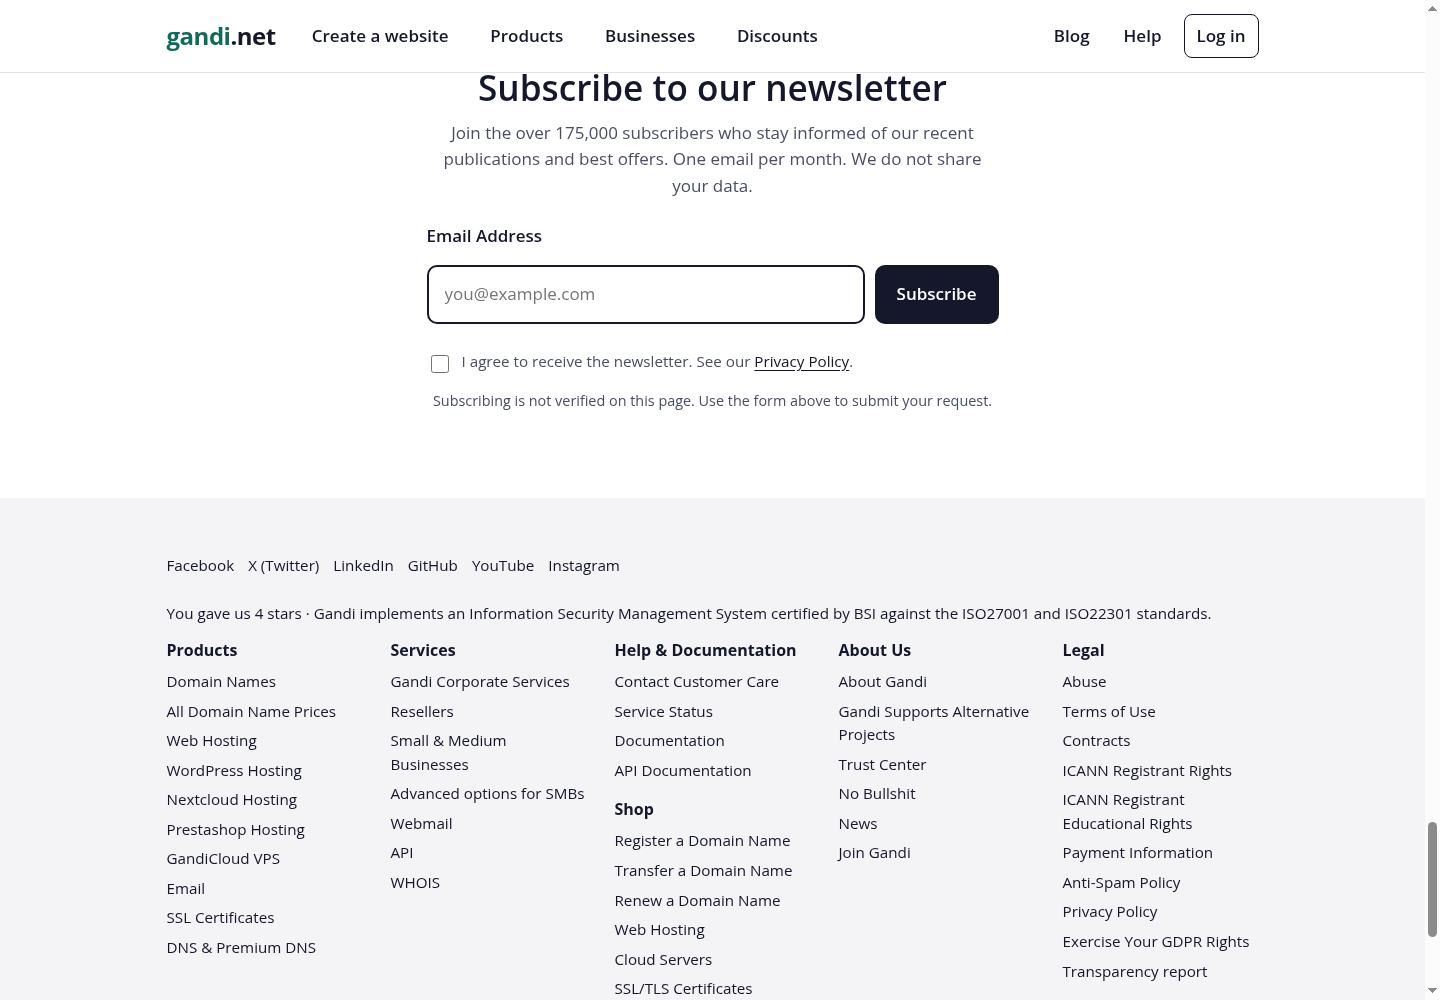 gandi.net Create a website Products Businesses Discounts Blog Help Log in
Subscribe to our newsletter
Join the over 175,000 subscribers who stay informed of our recent
publications and best offers. One email per month. We do not share
your data.
Email Address
you@example.com Subscribe
I agree to receive the newsletter. See our Privacy Policy.
Subscribing is not verified on this page. Use the form above to submit your request.
Facebook X (Twitter) LinkedIn GitHub YouTube Instagram
You gave us 4 stars · Gandi implements an Information Security Management System certified by BSI against the ISO27001 and ISO22301 standards.
Products
Domain Names
All Domain Name Prices
Web Hosting
WordPress Hosting
Nextcloud Hosting
Prestashop Hosting
GandiCloud VPS
Email
SSL Certificates
DNS & Premium DNS
Services
Gandi Corporate Services
Resellers
Small & Medium
Businesses
Advanced options for SMBs
Webmail
API
WHOIS
Help & Documentation
Contact Customer Care
Service Status
Documentation
API Documentation
Shop
Register a Domain Name
Transfer a Domain Name
Renew a Domain Name
Web Hosting
Cloud Servers
SSL/TLS Certificates
About Us
About Gandi
Gandi Supports Alternative
Projects
Trust Center
No Bullshit
News
Join Gandi
Legal
Abuse
Terms of Use
Contracts
ICANN Registrant Rights
ICANN Registrant
Educational Rights
Payment Information
Anti-Spam Policy
Privacy Policy
Exercise Your GDPR Rights
Transparency report